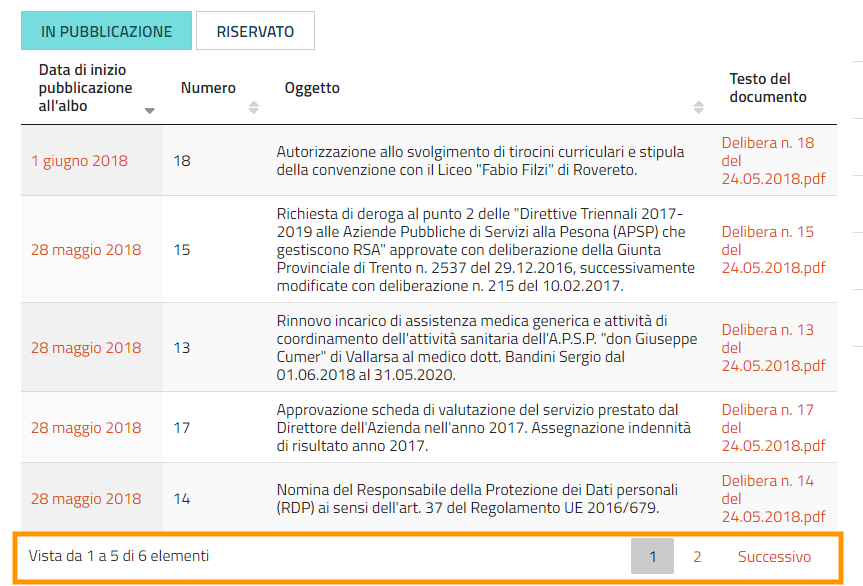 IN PUBBLICAZIONE
RISERVATO
Data di inizio
pubblicazione
all'albo
Numero
Oggetto
Testo del
documento
1 giugno 2018
18
Autorizzazione allo svolgimento di tirocini curriculari e stipula
della convenzione con il Liceo "Fabio Filzi" di Rovereto.
Delibera n. 18
del
24.05.2018.pdf
28 maggio 2018
15
Richiesta di deroga al punto 2 delle "Direttive Triennali 2017-
2019 alle Aziende Pubbliche di Servizi alla Pesona (APSP) che
gestiscono RSA" approvate con deliberazione della Giunta
Provinciale di Trento n. 2537 del 29.12.2016, successivamente
modificate con deliberazione n. 215 del 10.02.2017.
Delibera n. 15
del
24.05.2018.pdf
28 maggio 2018
13
Rinnovo incarico di assistenza medica generica e attività di
coordinamento dell'attività sanitaria dell'A.P.S.P. "don Giuseppe
Cumer" di Vallarsa al medico dott. Bandini Sergio dal
01.06.2018 al 31.05.2020.
Delibera n. 13
del
24.05.2018.pdf
28 maggio 2018
17
Approvazione scheda di valutazione del servizio prestato dal
Direttore dell'Azienda nell'anno 2017. Assegnazione indennità
di risultato anno 2017.
Delibera n. 17
del
24.05.2018.pdf
28 maggio 2018
14
Nomina del Responsabile della Protezione dei Dati personali
(RDP) ai sensi dell'art. 37 del Regolamento UE 2016/679.
Delibera n. 14
del
24.05.2018.pdf
Vista da 1 a 5 di 6 elementi
1
2
Successivo